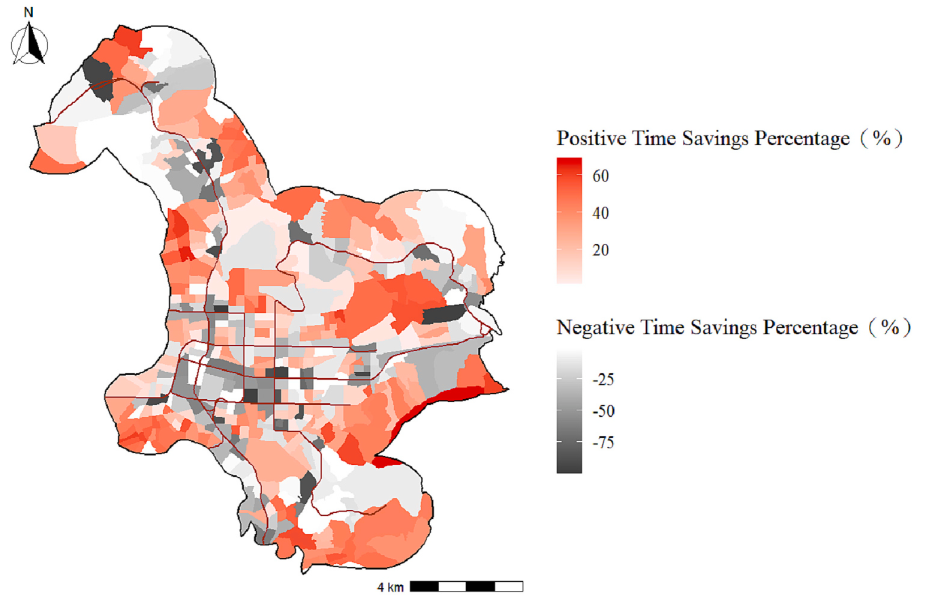 N
Positive Time Savings Percentage（%）
60
40
20
Negative Time Savings Percentage（%）
-25
-50
-75
4 km